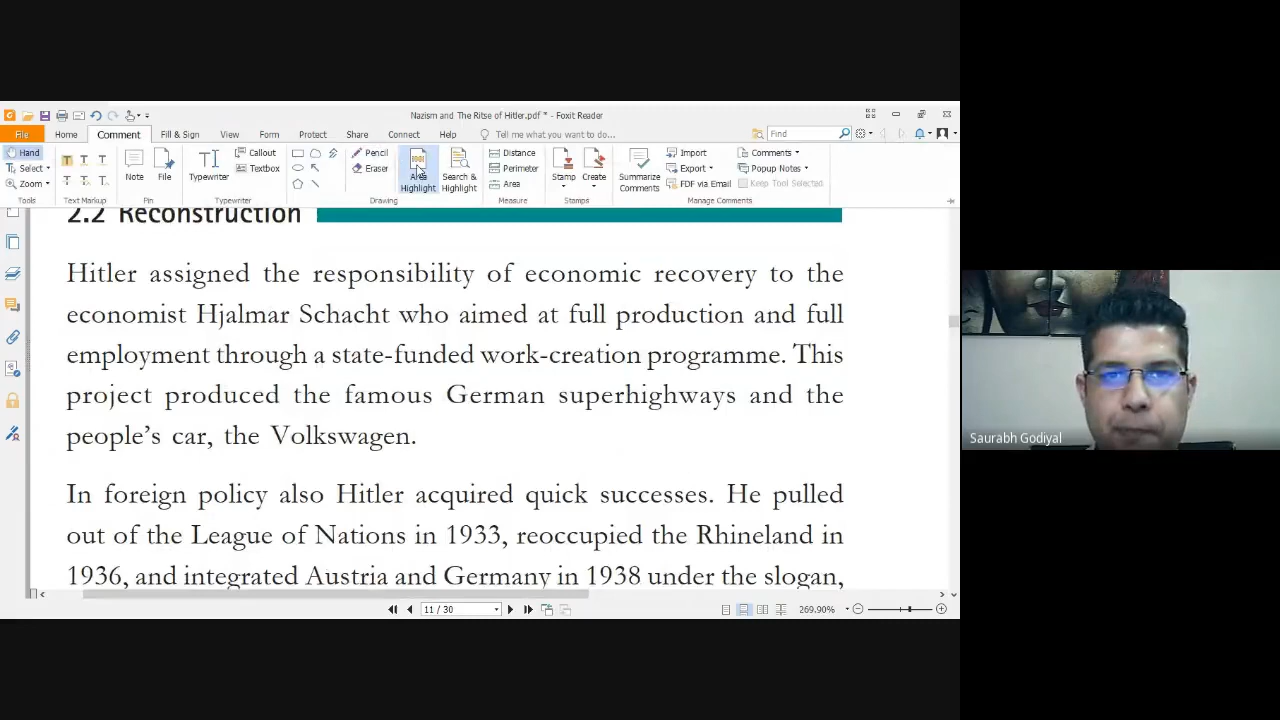 Nazism and The Ritse of Hitler.pdf * - Foxit Reader
File Home Comment Fill & Sign View Form Protect Share Connect Help Tell me what you want to do... Find
Hand Select Zoom Tools
T T T T T T Text Markup
Note File Pin
Typewriter Callout Textbox Typewriter
Pencil Eraser Area Highlight Search & Highlight Drawing
Distance Perimeter Area Measure
Stamp Create Stamps
Summarize Comments Import Export FDF via Email Comments Popup Notes Keep Tool Selected Manage Comments
2.2 Reconstruction
Hitler assigned the responsibility of economic recovery to the
economist Hjalmar Schacht who aimed at full production and full
employment through a state-funded work-creation programme. This
project produced the famous German superhighways and the
people's car, the Volkswagen.
In foreign policy also Hitler acquired quick successes. He pulled
out of the League of Nations in 1933, reoccupied the Rhineland in
1936, and integrated Austria and Germany in 1938 under the slogan,
11 / 30
269.90%
Saurabh Godiyal